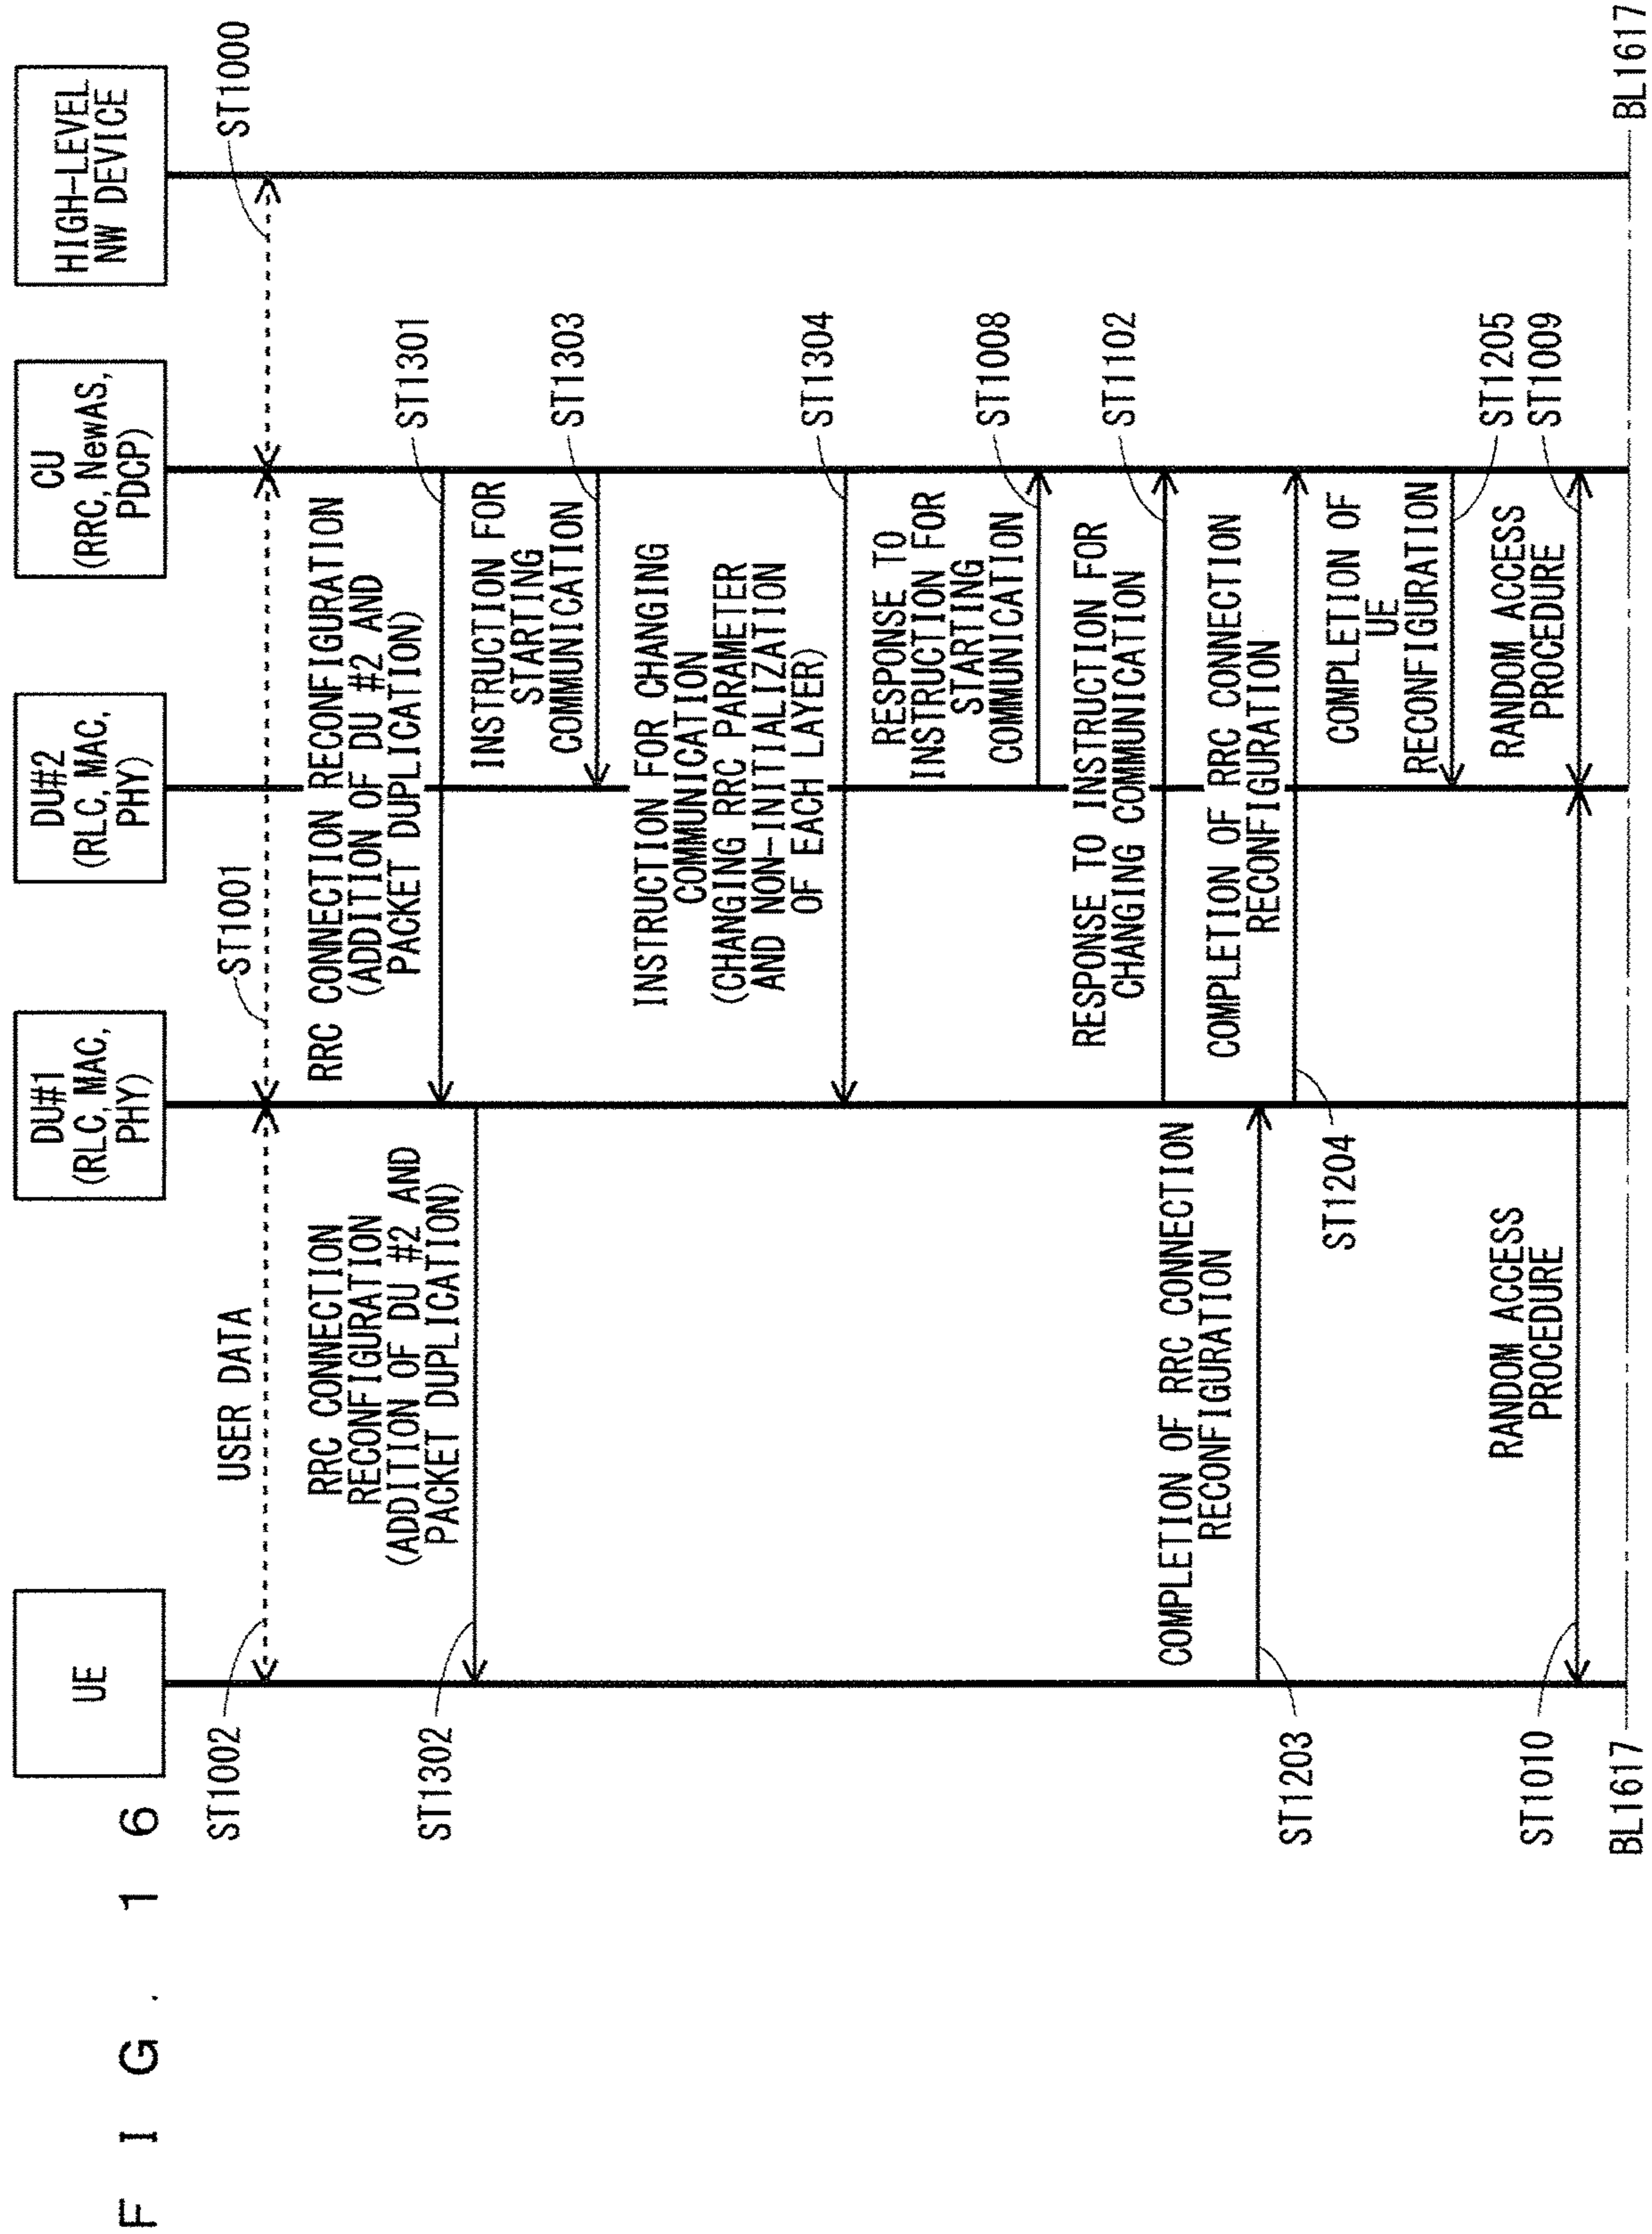 FIG. 16
UE
DU#1
(RLC, MAC,
PHY)
DU#2
(RLC, MAC,
PHY)
CU
(RRC, NewAS,
PDCP)
HIGH-LEVEL
NW DEVICE
ST1002
USER DATA
ST1001
ST1000
RRC CONNECTION RECONFIGURATION
(ADDITION OF DU #2 AND
PACKET DUPLICATION)
ST1301
RRC CONNECTION
RECONFIGURATION
(ADDITION OF DU #2 AND
PACKET DUPLICATION)
ST1302
INSTRUCTION FOR
STARTING
COMMUNICATION
ST1303
INSTRUCTION FOR CHANGING
COMMUNICATION
(CHANGING RRC PARAMETER
AND NON-INITIALIZATION
OF EACH LAYER)
ST1304
RESPONSE TO
INSTRUCTION FOR
STARTING
COMMUNICATION
ST1008
RESPONSE TO INSTRUCTION FOR
CHANGING COMMUNICATION
ST1102
COMPLETION OF RRC CONNECTION
RECONFIGURATION
ST1203
COMPLETION OF RRC CONNECTION
RECONFIGURATION
ST1204
COMPLETION OF
UE
RECONFIGURATION
ST1205
RANDOM ACCESS
PROCEDURE
ST1009
RANDOM ACCESS
PROCEDURE
ST1010
BL1617
BL1617